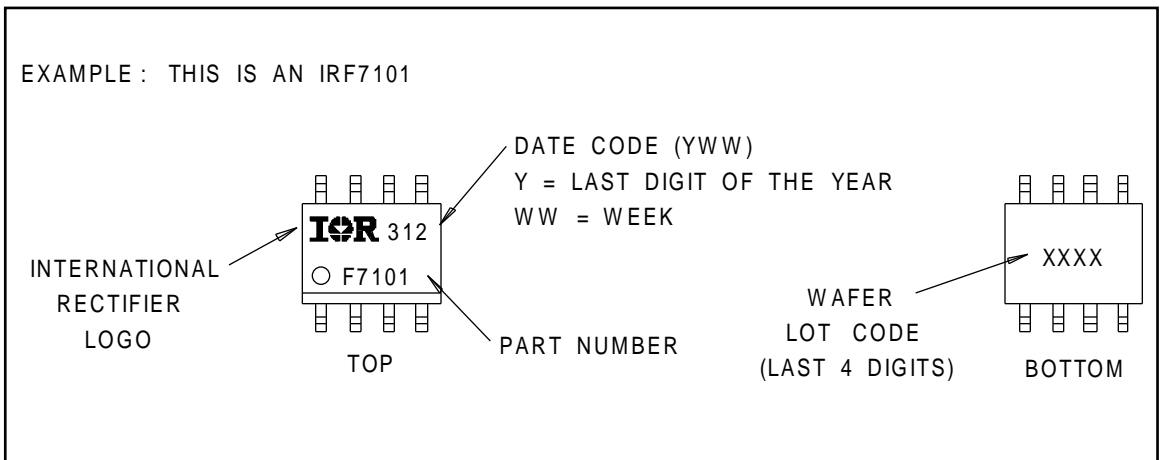 EXAMPLE : THIS IS AN IRF7101
DATE CODE (YWW)
Y = LAST DIGIT OF THE YEAR
WW = WEEK
IOR 312
F7101
INTERNATIONAL
RECTIFIER
LOGO
TOP
PART NUMBER
XXXX
WAFER
LOT CODE
(LAST 4 DIGITS)
BOTTOM